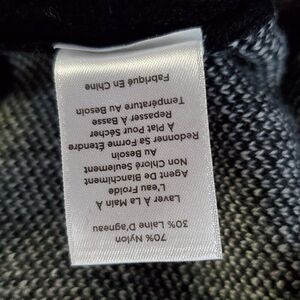 70% Nylon
30% Laine D'agneau
Laver À La Main À
L'eau Froide
Agent De Blanchiment
Non Chloré Seulement
Au Besoin
Redonner Sa Forme Étendre
À Plat Pour Sécher
Repasser À Basse
Température Au Besoin
Fabriqué En Chine